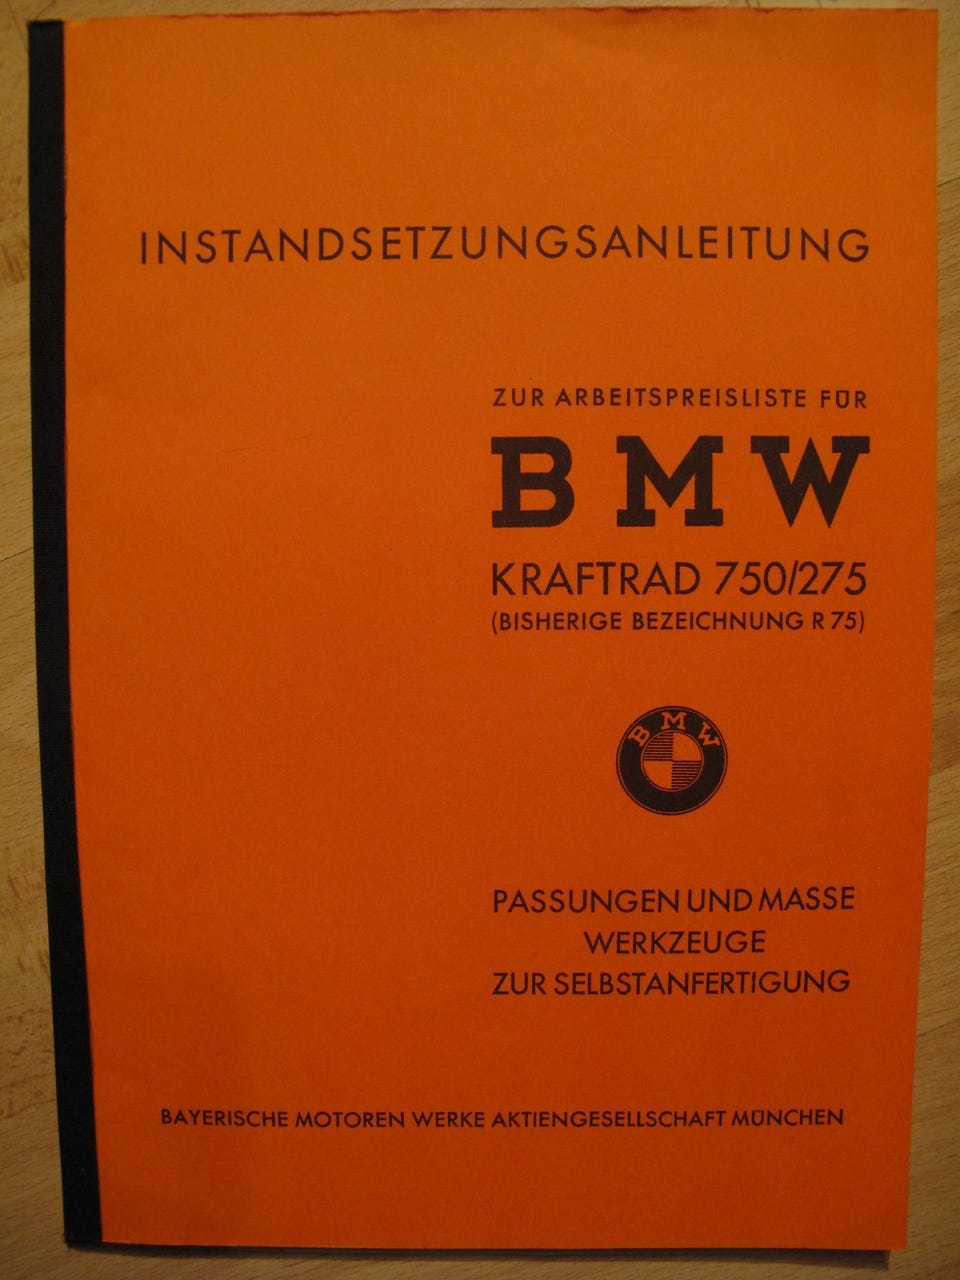 INSTANDSETZUNGSANLEITUNG
ZUR ARBEITSPREISLISTE FÜR
BMW
KRAFTRAD 750/275
(BISHERIGE BEZEICHNUNG R 75)
BMW
PASSUNGEN UND MASSE
WERKZEUGE
ZUR SELBSTANFERTIGUNG
BAYERISCHE MOTOREN WERKE AKTIENGESELLSCHAFT MÜNCHEN